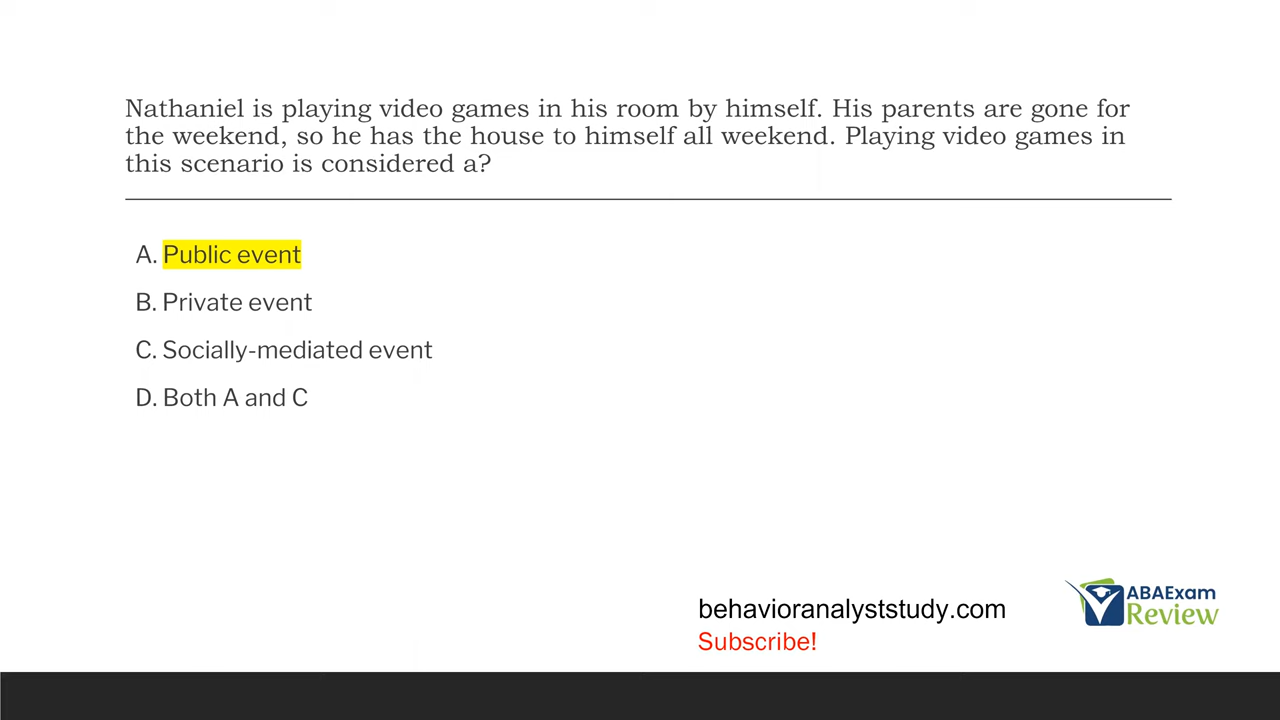 Nathaniel is playing video games in his room by himself. His parents are gone for
the weekend, so he has the house to himself all weekend. Playing video games in
this scenario is considered a?
A. Public event
B. Private event
C. Socially-mediated event
D. Both A and C
behavioranalyststudy.com
Subscribe!
ABAExam
Review